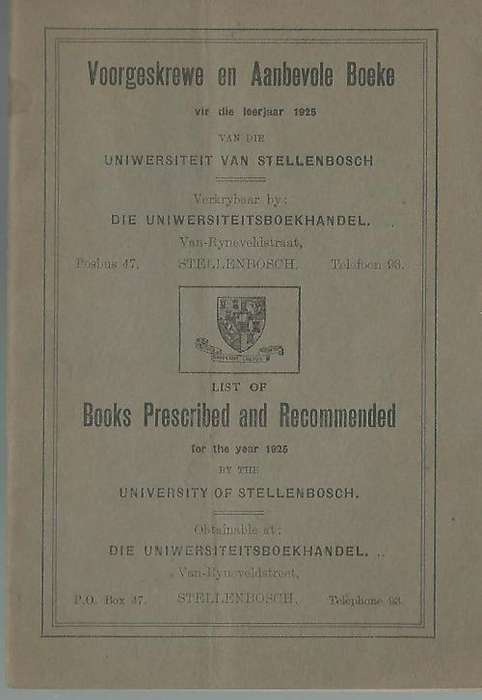 Voorgeskrewe en Aanbevole Boeke
vir die leerjaar 1925
VAN DIE
UNIWERSITEIT VAN STELLENBOSCH
Verkrybaar by:
DIE UNIWERSITEITSBOEKHANDEL.
Van-Ryneveldstraat,
Posbus 47. STELLENBOSCH. Telefoon 93.
LIST OF
Books Prescribed and Recommended
for the year 1925
BY THE
UNIVERSITY OF STELLENBOSCH.
Obtainable at:
DIE UNIWERSITEITSBOEKHANDEL.
Van-Ryneveldstreet,
P.O. Box 47. STELLENBOSCH. Telephone 93.